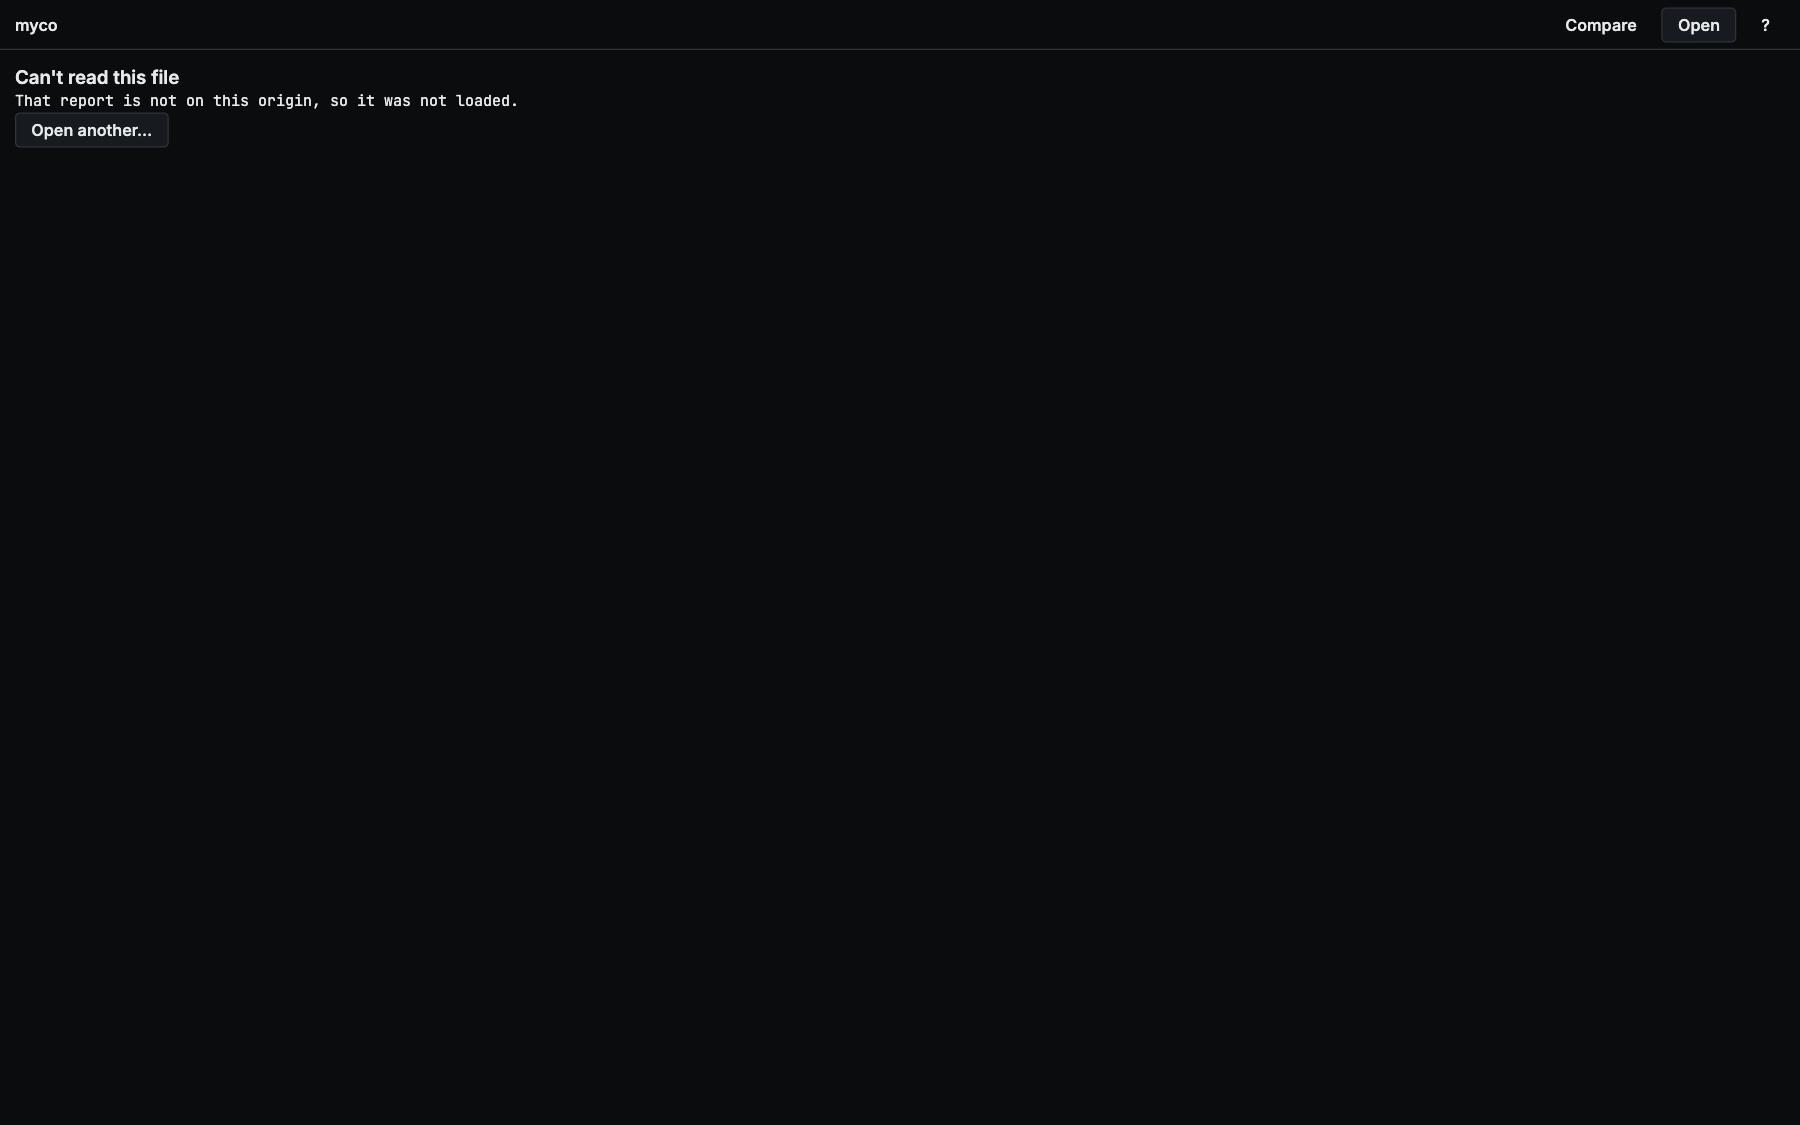 myco
Compare
Open
?
Can't read this file
That report is not on this origin, so it was not loaded.
Open another...